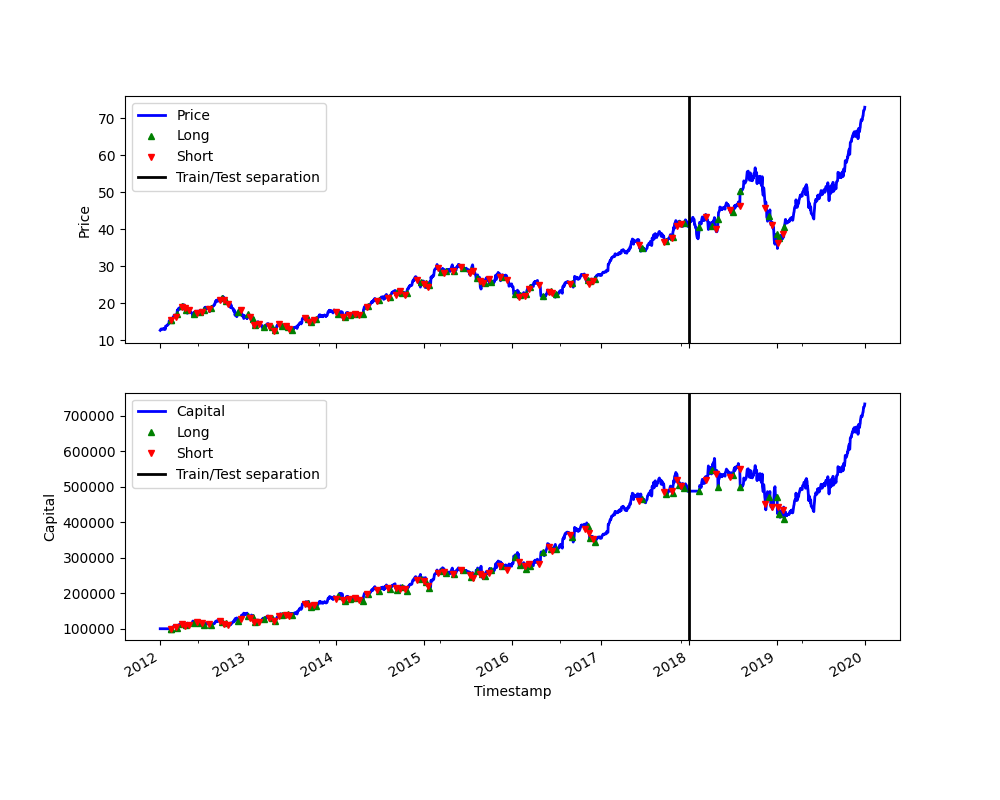 Price
Long
Short
Train/Test separation
70
60
50
40
30
20
10
Price
Capital
Long
Short
Train/Test separation
700000
600000
500000
400000
300000
200000
100000
Capital
2012 2013 2014 2015 2016 2017 2018 2019 2020
Timestamp